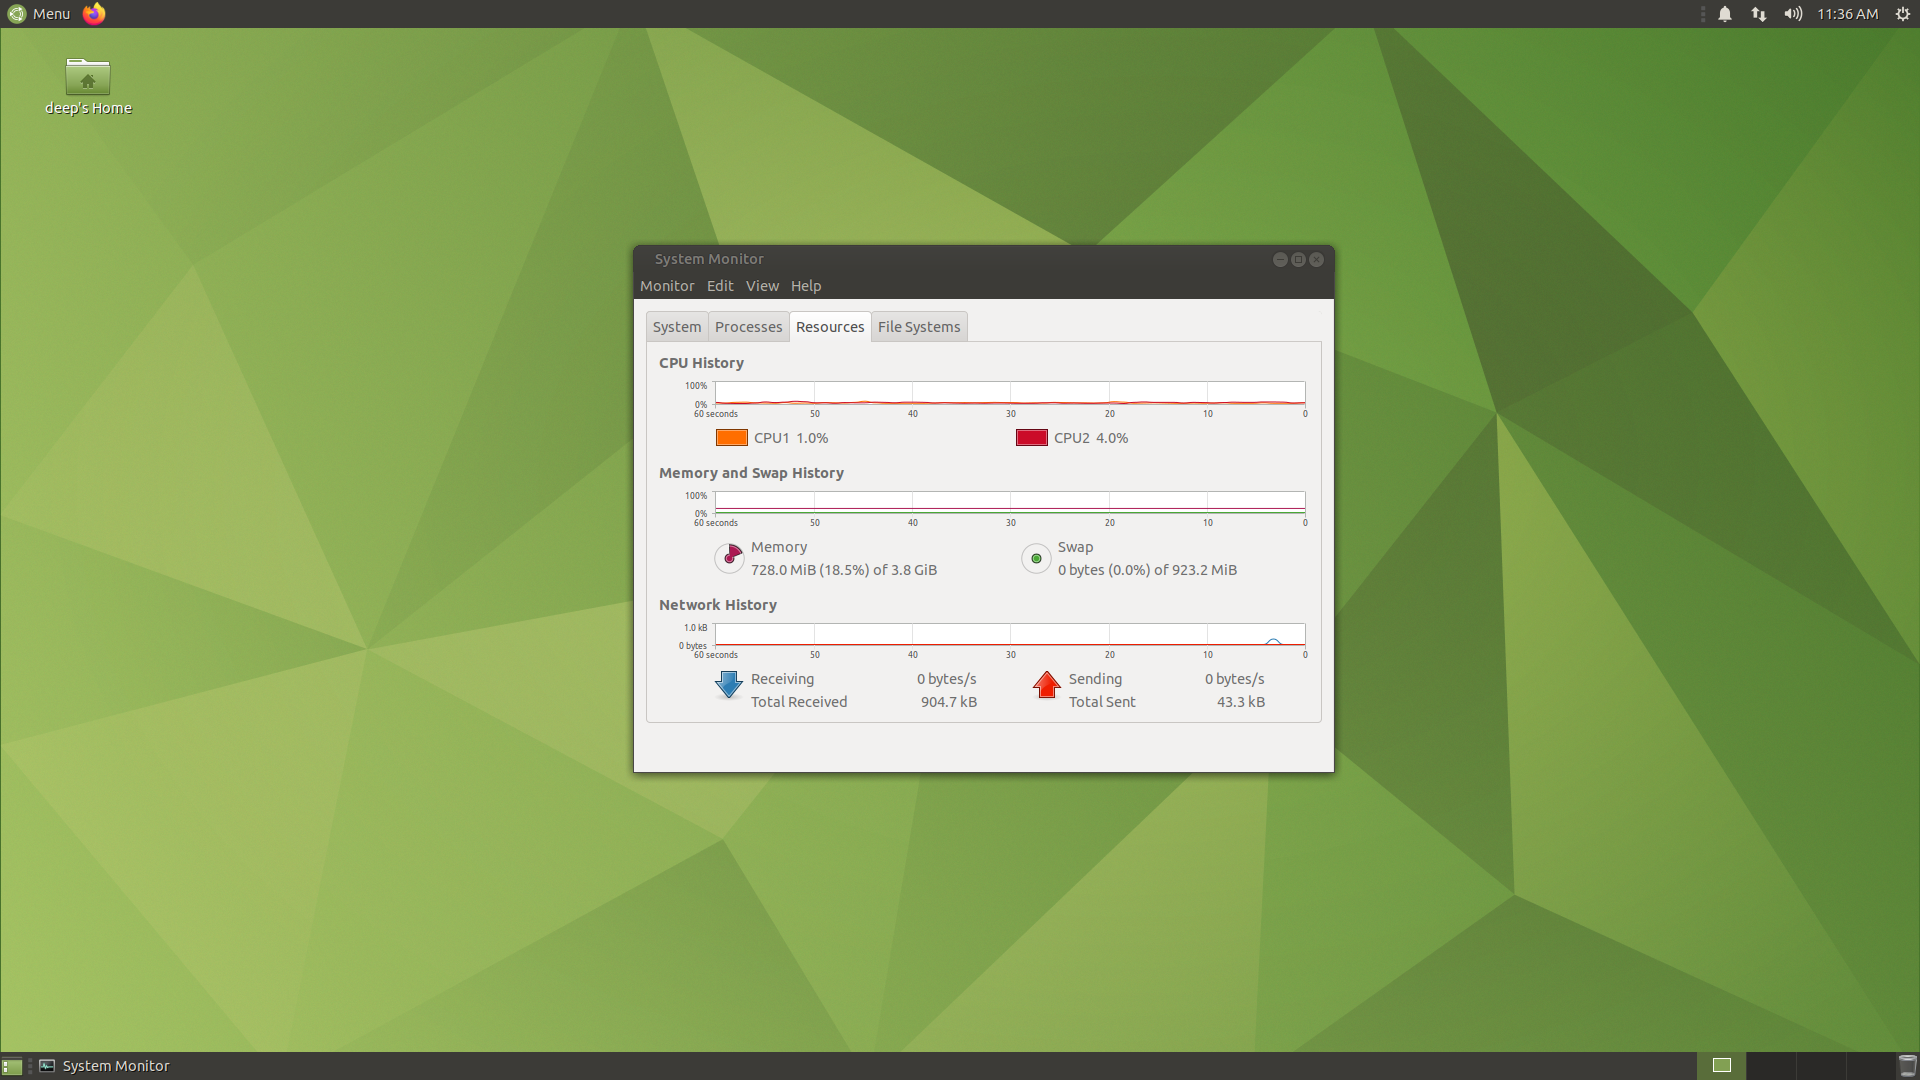 Menu
11:36 AM
deep's Home
System Monitor
Monitor Edit View Help
System Processes Resources File Systems
CPU History
100%
0%
60 seconds 50 40 30 20 10 0
CPU1 1.0% CPU2 4.0%
Memory and Swap History
100%
0%
60 seconds 50 40 30 20 10 0
Memory Swap
728.0 MiB (18.5%) of 3.8 GiB 0 bytes (0.0%) of 923.2 MiB
Network History
1.0 kB
0 bytes
60 seconds 50 40 30 20 10 0
Receiving 0 bytes/s Sending 0 bytes/s
Total Received 904.7 kB Total Sent 43.3 kB
System Monitor